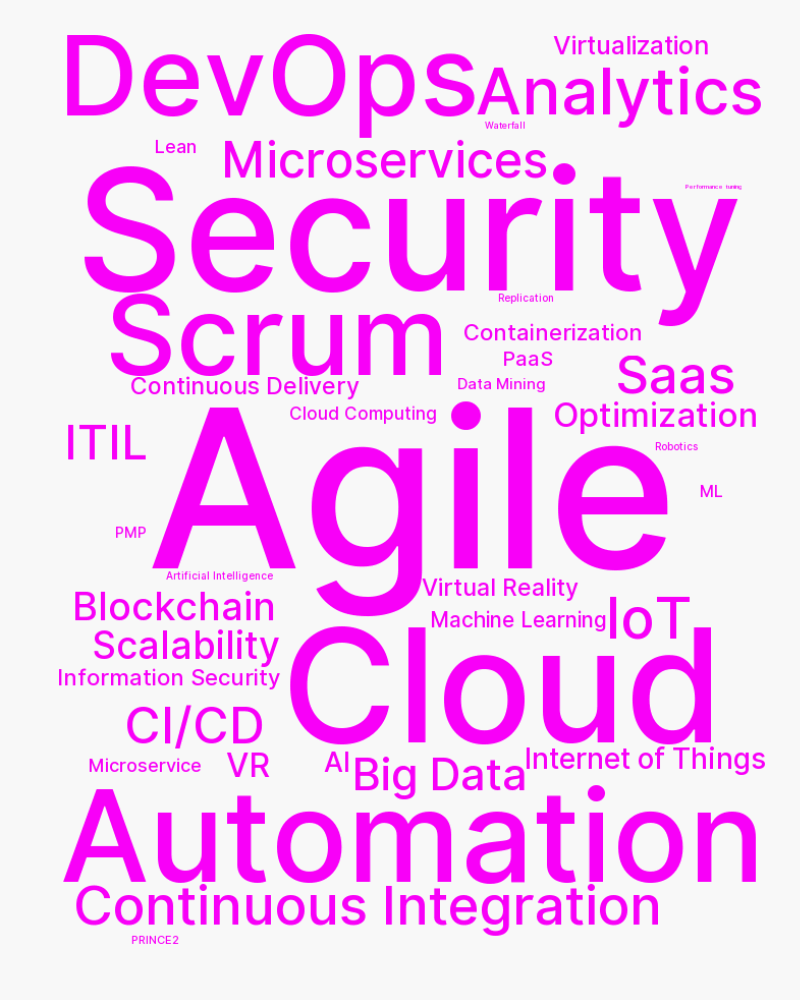 DevOps
Virtualization
Analytics
Waterfall
Lean
Microservices
Security
Performance tuning
Replication
Scrum
Containerization
PaaS
Saas
Continuous Delivery
Data Mining
Cloud Computing
Optimization
ITIL
Agile
Robotics
ML
PMP
Artificial Intelligence
Virtual Reality
Blockchain
Machine Learning
IoT
Scalability
Information Security
Cloud
CI/CD
Microservice
VR
AI
Big Data
Internet of Things
Automation
Continuous Integration
PRINCE2